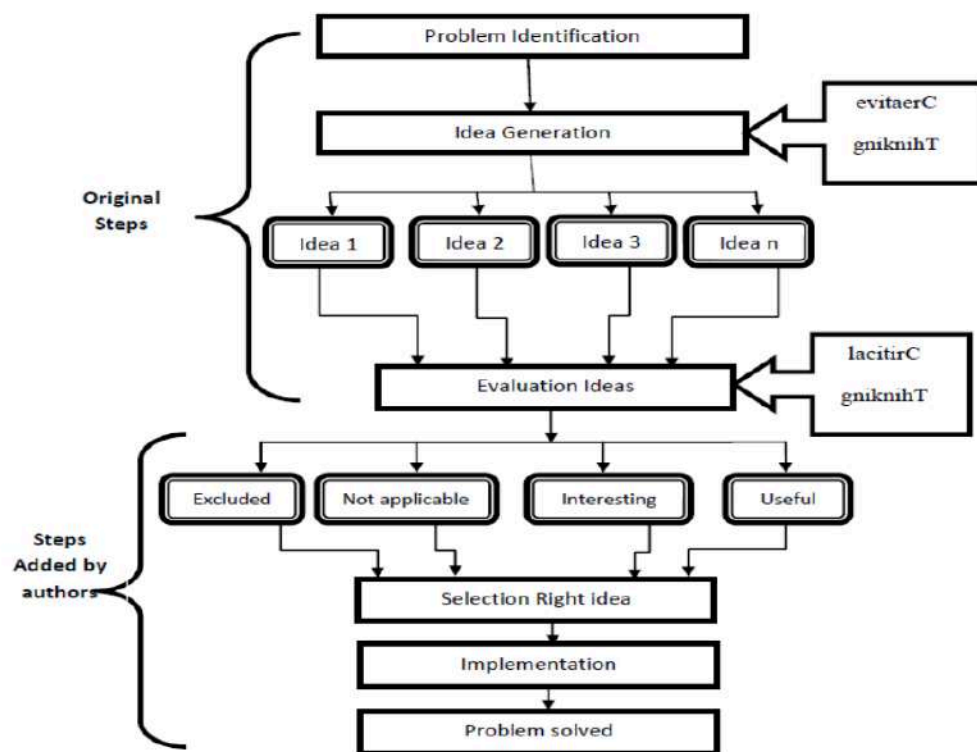 Problem Identification
evitaerC
gniknihT
Idea Generation
Original
Steps
Idea 1
Idea 2
Idea 3
Idea n
lacitirC
gniknihT
Evaluation Ideas
Excluded
Not applicable
Interesting
Useful
Steps
Added by
authors
Selection Right idea
Implementation
Problem solved